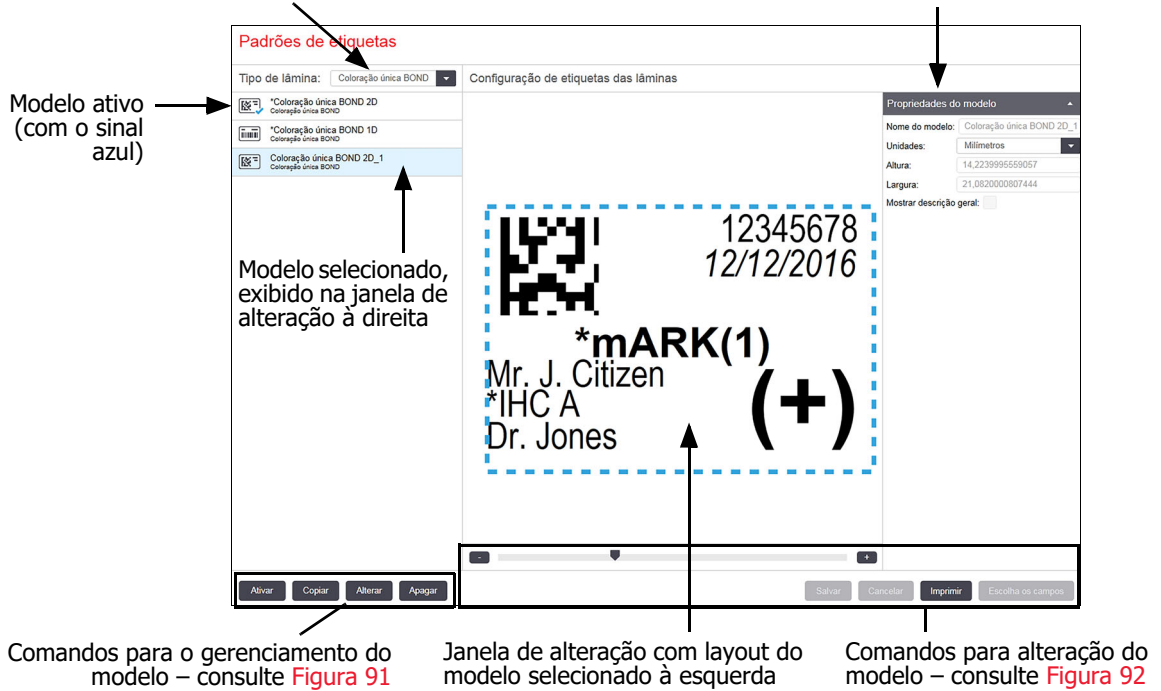 Padrões de etiquetas
Tipo de lâmina: Coloração única BOND
Configuração de etiquetas das lâminas
Modelo ativo
(com o sinal
azul)
*Coloração única BOND 2D
Coloração única BOND
*Coloração única BOND 1D
Coloração única BOND
Coloração única BOND 2D_1
Coloração única BOND
Modelo selecionado,
exibido na janela de
alteração à direita
12345678
12/12/2016
*mARK(1)
Mr. J. Citizen
*IHC A
Dr. Jones
(+)
Propriedades do modelo
Nome do modelo: Coloração única BOND 2D_1
Unidades: Milímetros
Altura: 14,2239995559057
Largura: 21,0820000807444
Mostrar descrição geral:
- +
Ativar Copiar Alterar Apagar
Salvar Cancelar Imprimir Escolha os campos
Comandos para o gerenciamento do
modelo – consulte Figura 91
Janela de alteração com layout do
modelo selecionado à esquerda
Comandos para alteração do
modelo – consulte Figura 92